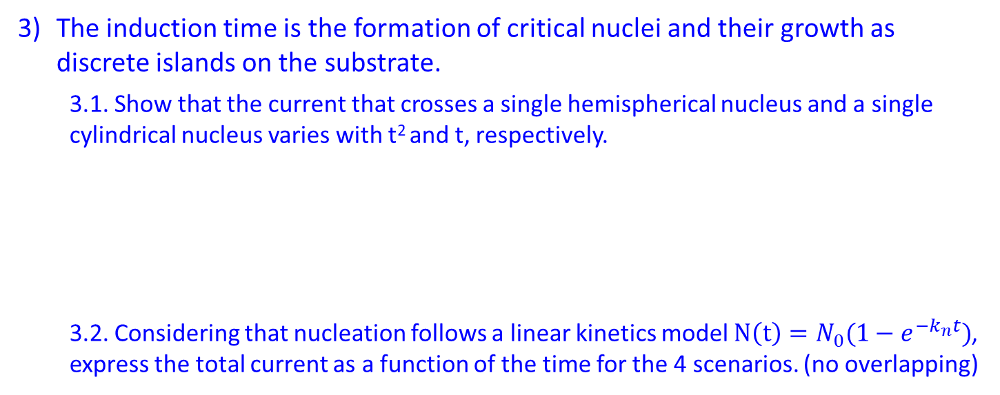 3) The induction time is the formation of critical nuclei and their growth as
discrete islands on the substrate.
3.1. Show that the current that crosses a single hemispherical nucleus and a single
cylindrical nucleus varies with t² and t, respectively.
3.2. Considering that nucleation follows a linear kinetics model N(t) = N₀(1 − e^{−kₙt}),
express the total current as a function of the time for the 4 scenarios. (no overlapping)